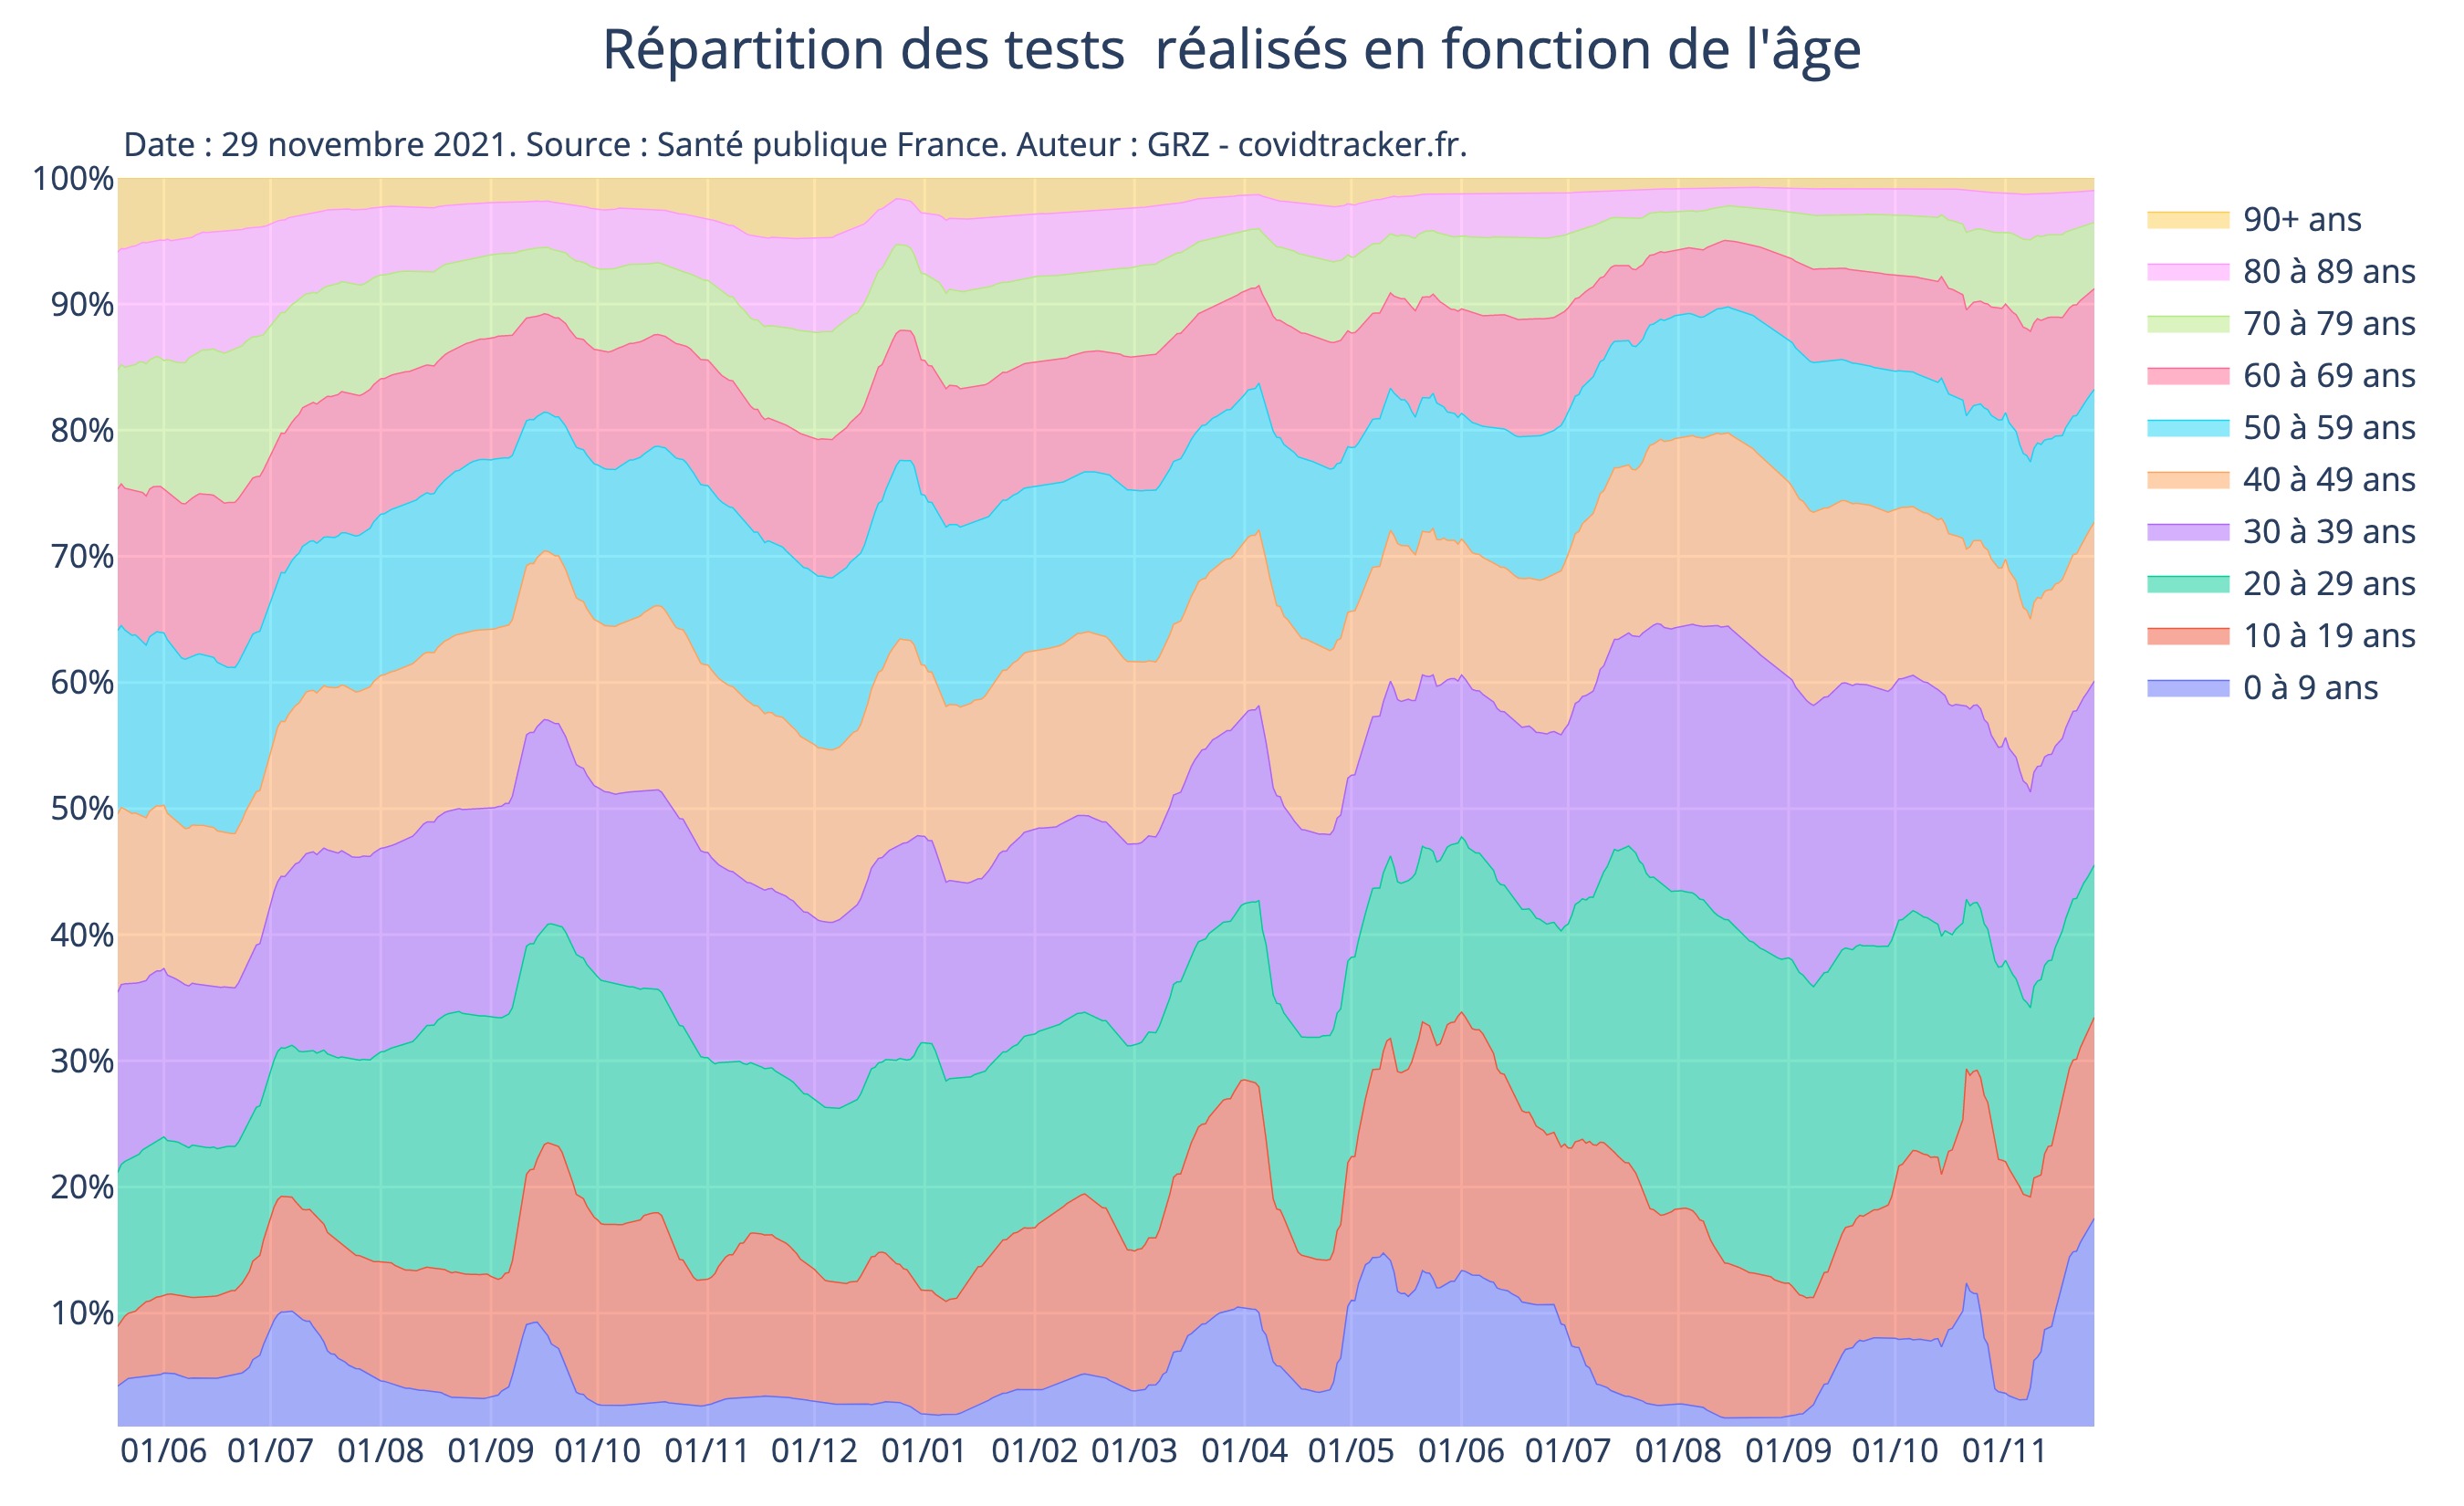 Répartition des tests  réalisés en fonction de l'âge
Date : 29 novembre 2021. Source : Santé publique France. Auteur : GRZ - covidtracker.fr.
100%
90%
80%
70%
60%
50%
40%
30%
20%
10%
01/06 01/07 01/08 01/09 01/10 01/11 01/12 01/01 01/02 01/03 01/04 01/05 01/06 01/07 01/08 01/09 01/10 01/11
90+ ans
80 à 89 ans
70 à 79 ans
60 à 69 ans
50 à 59 ans
40 à 49 ans
30 à 39 ans
20 à 29 ans
10 à 19 ans
0 à 9 ans